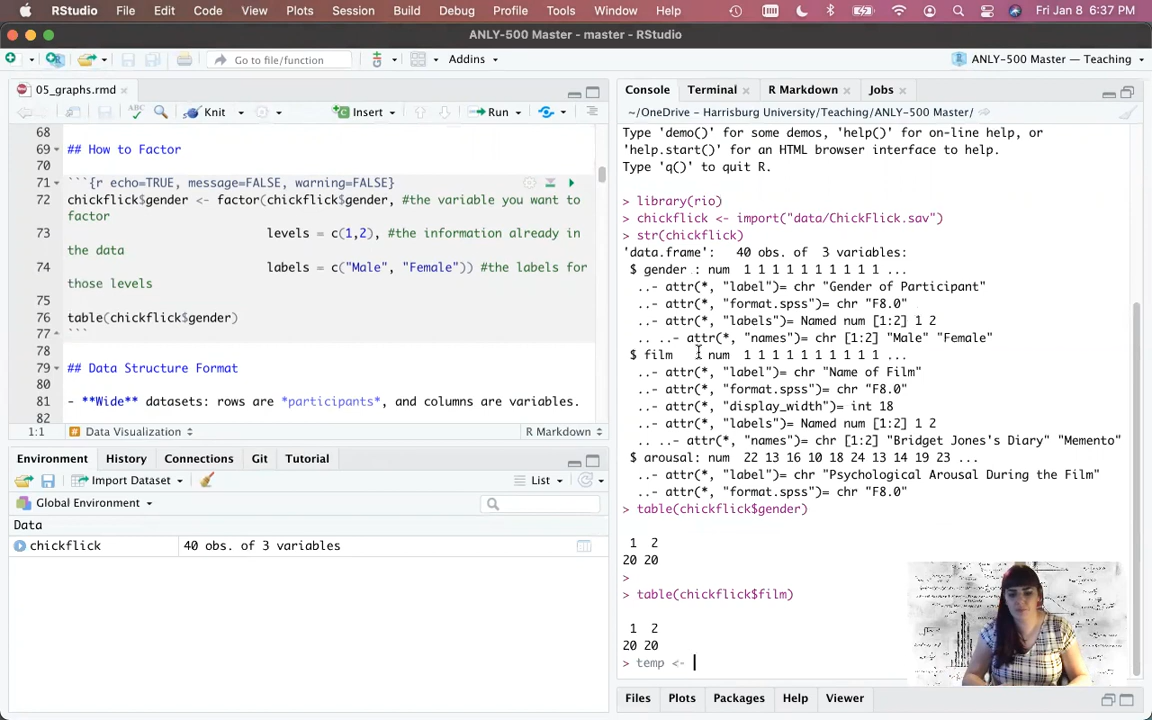 RStudio File Edit Code View Plots Session Build Debug Profile Tools Window Help Fri Jan 8 6:37 PM
ANLY-500 Master - master - RStudio
Go to file/function Addins ANLY-500 Master — Teaching
05_graphs.rmd
Knit Insert Run
68
69 ## How to Factor
70
71 ```{r echo=TRUE, message=FALSE, warning=FALSE}
72 chickflick$gender <- factor(chickflick$gender, #the variable you want to
factor
73 levels = c(1,2), #the information already in
the data
74 labels = c("Male", "Female")) #the labels for
those levels
75
76 table(chickflick$gender)
77 ```
78
79 ## Data Structure Format
80
81 - **Wide** datasets: rows are *participants*, and columns are variables.
82
1:1 # Data Visualization R Markdown
Environment History Connections Git Tutorial
Import Dataset List
Global Environment
Data
chickflick 40 obs. of 3 variables
Console Terminal R Markdown Jobs
~/OneDrive - Harrisburg University/Teaching/ANLY-500 Master/
Type 'demo()' for some demos, 'help()' for on-line help, or
'help.start()' for an HTML browser interface to help.
Type 'q()' to quit R.
> library(rio)
> chickflick <- import("data/ChickFlick.sav")
> str(chickflick)
'data.frame': 40 obs. of 3 variables:
$ gender : num 1 1 1 1 1 1 1 1 1 1 ...
..- attr(*, "label")= chr "Gender of Participant"
..- attr(*, "format.spss")= chr "F8.0"
..- attr(*, "labels")= Named num [1:2] 1 2
.. ..- attr(*, "names")= chr [1:2] "Male" "Female"
$ film : num 1 1 1 1 1 1 1 1 1 1 ...
..- attr(*, "label")= chr "Name of Film"
..- attr(*, "format.spss")= chr "F8.0"
..- attr(*, "display_width")= int 18
..- attr(*, "labels")= Named num [1:2] 1 2
.. ..- attr(*, "names")= chr [1:2] "Bridget Jones's Diary" "Memento"
$ arousal: num 22 13 16 10 18 24 13 14 19 23 ...
..- attr(*, "label")= chr "Psychological Arousal During the Film"
..- attr(*, "format.spss")= chr "F8.0"
> table(chickflick$gender)
1 2
20 20
>
> table(chickflick$film)
1 2
20 20
> temp <-
Files Plots Packages Help Viewer